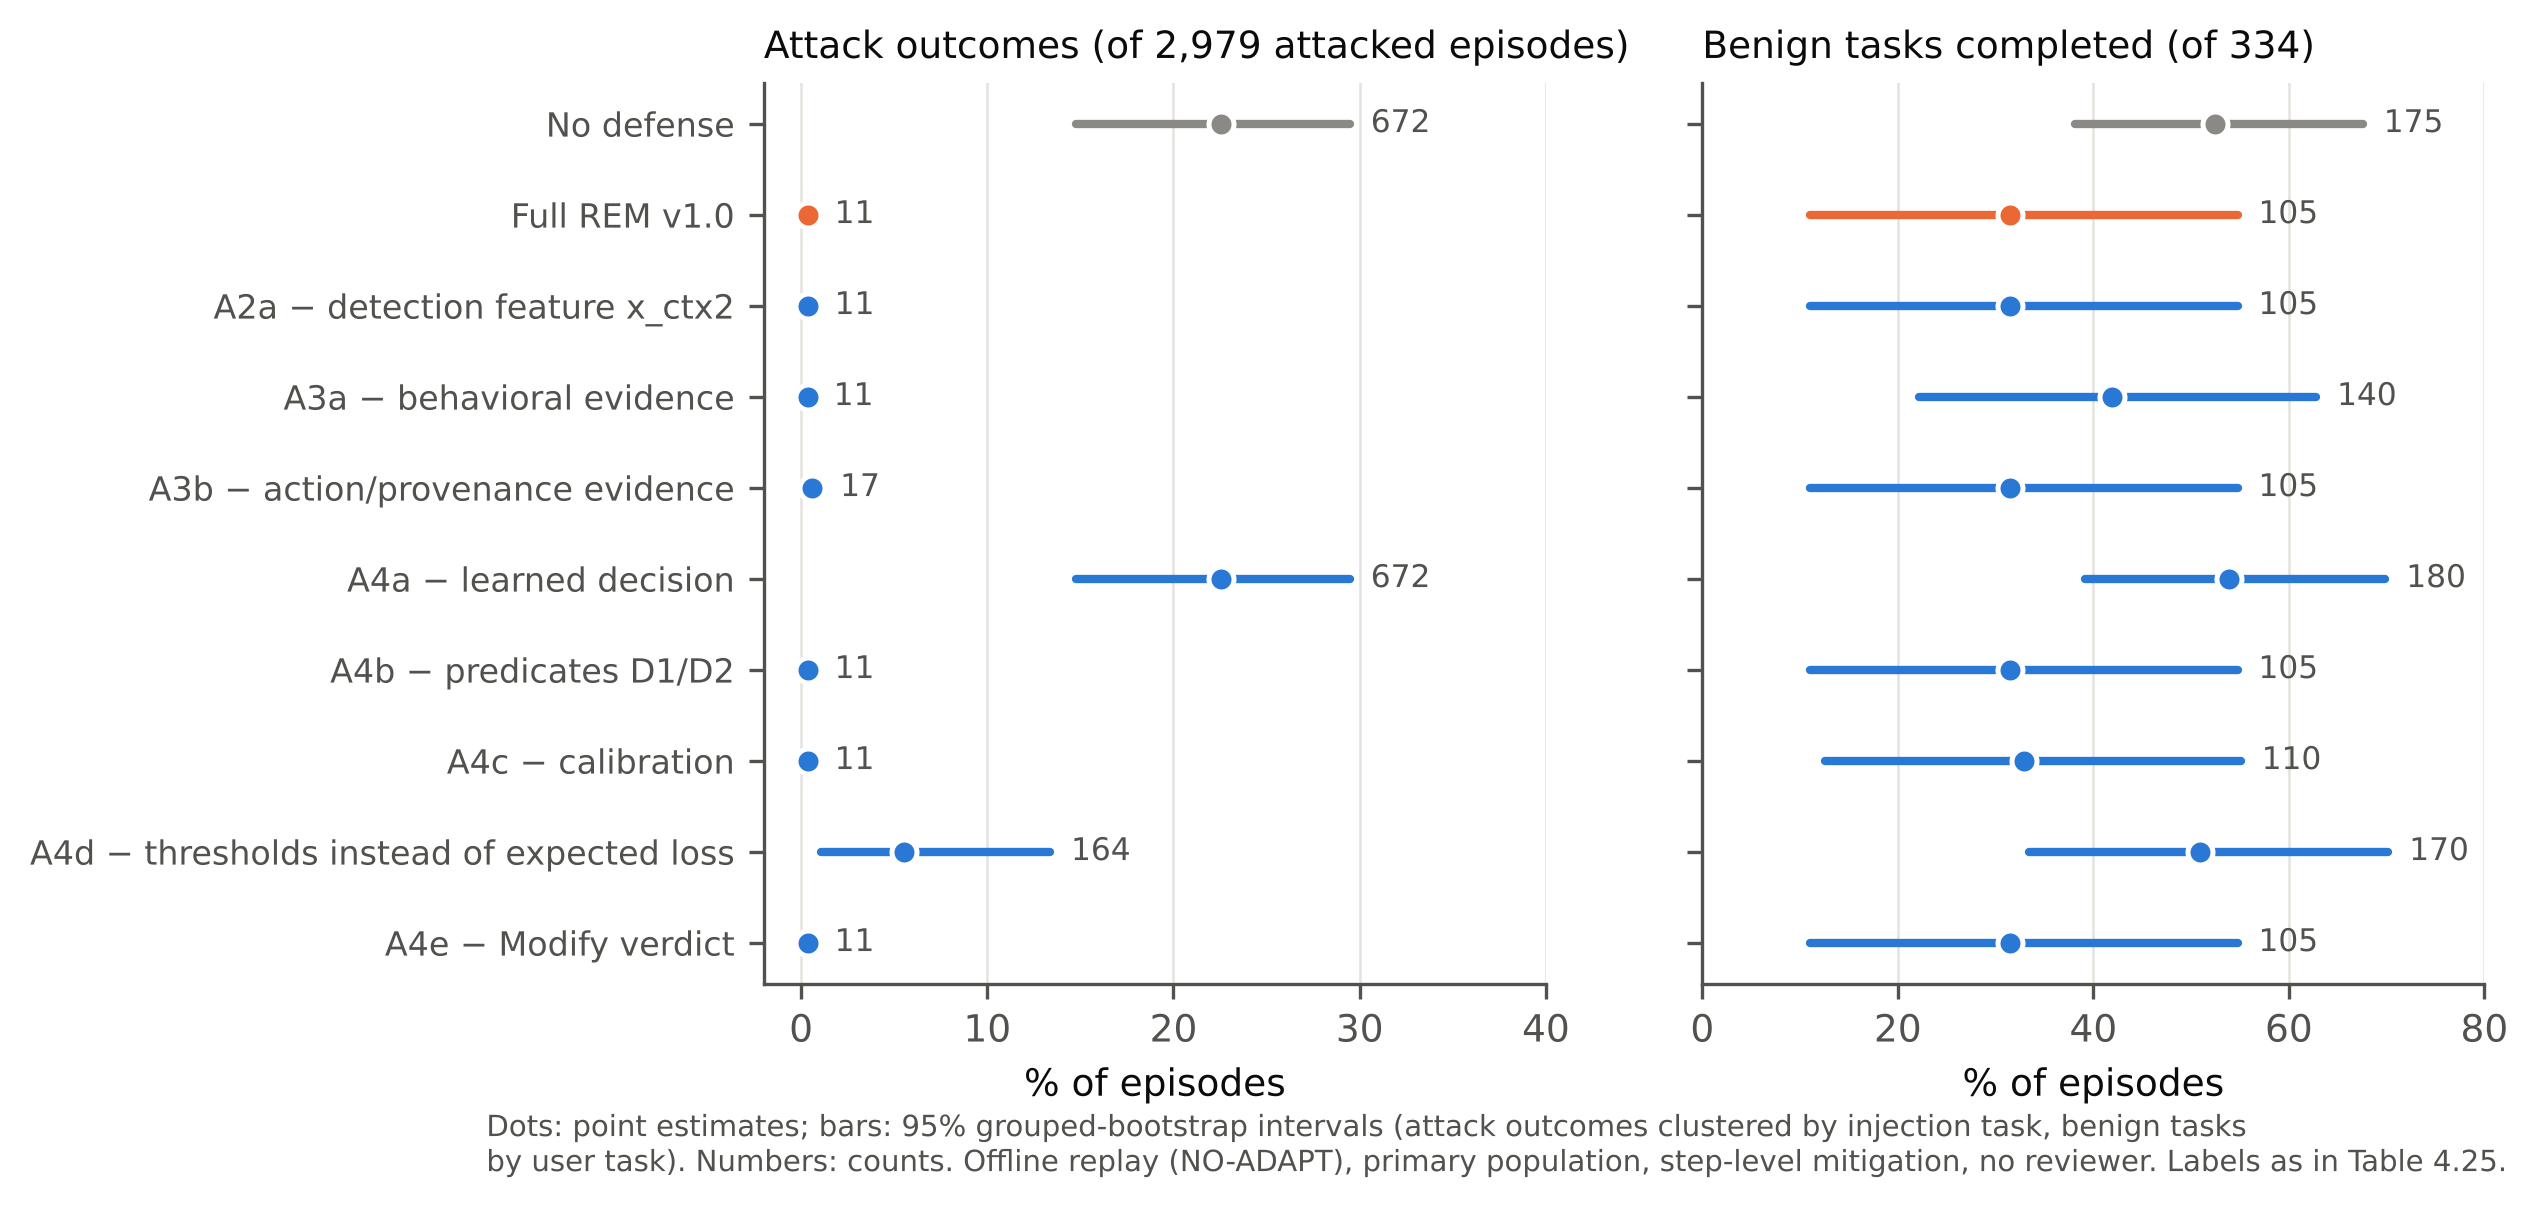 Attack outcomes (of 2,979 attacked episodes)
Benign tasks completed (of 334)
No defense
672
175
Full REM v1.0
11
105
A2a − detection feature x_ctx2
11
105
A3a − behavioral evidence
11
140
A3b − action/provenance evidence
17
105
A4a − learned decision
672
180
A4b − predicates D1/D2
11
105
A4c − calibration
11
110
A4d − thresholds instead of expected loss
164
170
A4e − Modify verdict
11
105
0 10 20 30 40
0 20 40 60 80
% of episodes
% of episodes
Dots: point estimates; bars: 95% grouped-bootstrap intervals (attack outcomes clustered by injection task, benign tasks
by user task). Numbers: counts. Offline replay (NO-ADAPT), primary population, step-level mitigation, no reviewer. Labels as in Table 4.25.